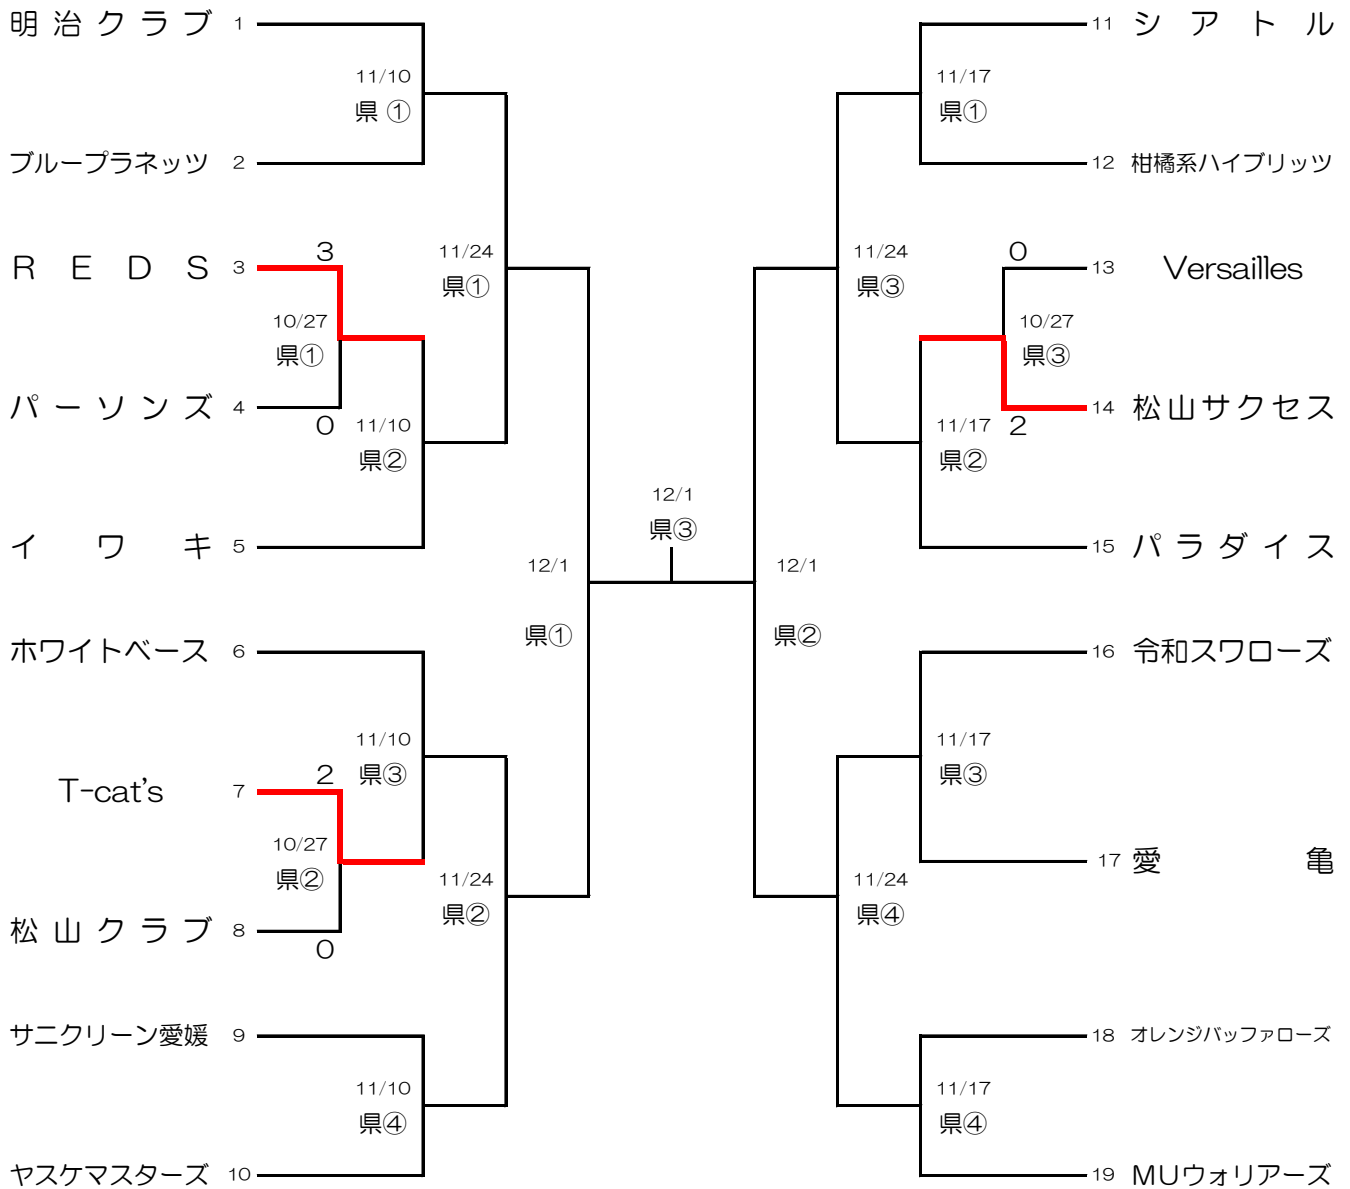 明治クラブ 1
11/10
県 ①
ブループラネッツ 2
REDS 3
3
10/27
県①
パーソンズ 4
0
11/10
県②
イワキ 5
11/24
県①
ホワイトベース 6
11/10
県③
T-cat's 7
2
10/27
県②
松山クラブ 8
0
11/24
県②
サニクリーン愛媛 9
11/10
県④
ヤスケマスターズ 10
12/1
県①
12/1
県③
12/1
県②
11 シアトル
11/17
県①
12 柑橘系ハイブリッツ
11/24
県③
0
13 Versailles
10/27
県③
14 松山サクセス
2
11/17
県②
15 パラダイス
16 令和スワローズ
11/17
県③
17 愛亀
11/24
県④
18 オレンジバッファローズ
11/17
県④
19 MUウォリアーズ